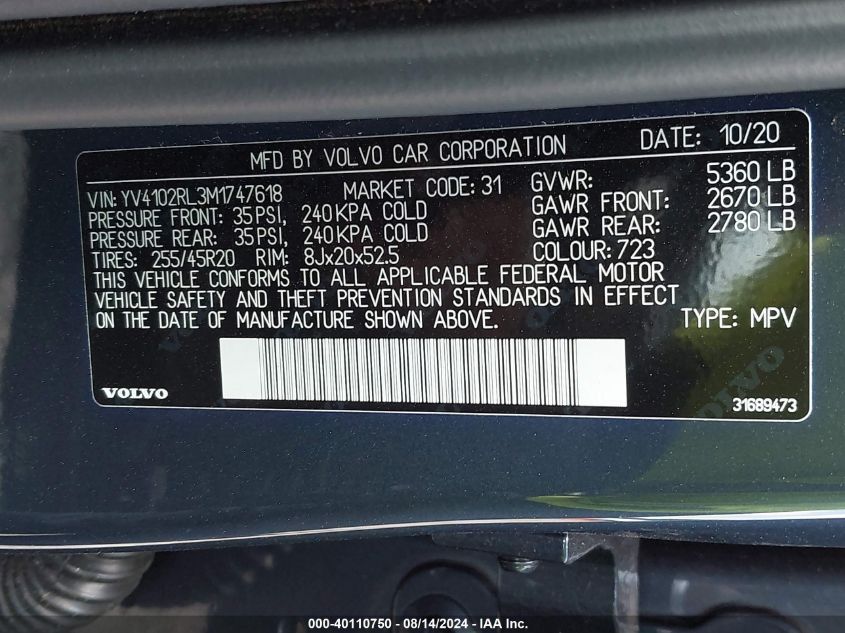 MFD BY VOLVO CAR CORPORATION DATE: 10/20
VIN: YV4102RL3M1747618 MARKET CODE: 31 GVWR: 5360 LB
PRESSURE FRONT: 35 PSI, 240 KPA COLD GAWR FRONT: 2670 LB
PRESSURE REAR: 35 PSI, 240 KPA COLD GAWR REAR: 2780 LB
TIRES: 255/45R20 RIM: 8Jx20x52.5 COLOUR: 723
THIS VEHICLE CONFORMS TO ALL APPLICABLE FEDERAL MOTOR
VEHICLE SAFETY AND THEFT PREVENTION STANDARDS IN EFFECT
ON THE DATE OF MANUFACTURE SHOWN ABOVE. TYPE: MPV
VOLVO
31689473
VOLVO
000-40110750 - 08/14/2024 - IAA Inc.